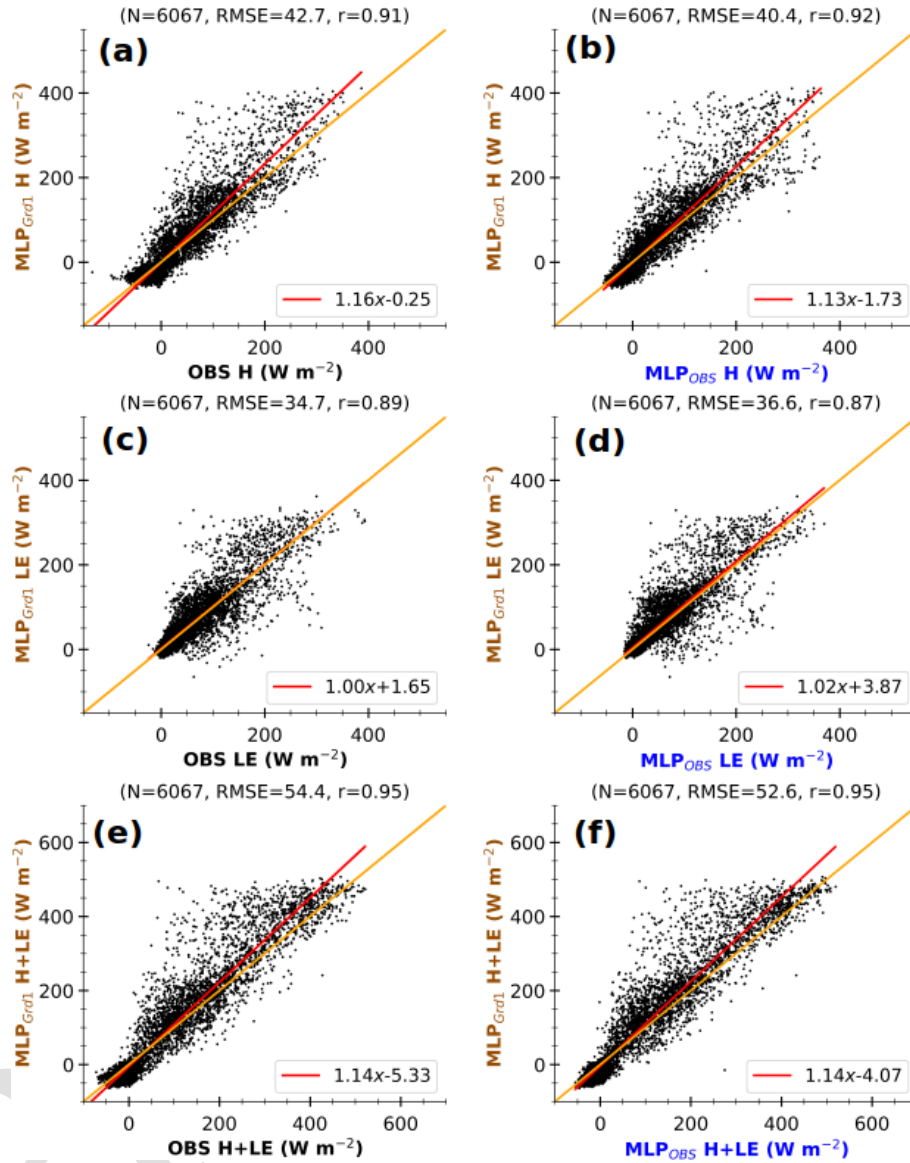 (N=6067, RMSE=42.7, r=0.91)
(a)
MLP_Grd1 H (W m⁻²)
400
200
0
0 200 400
1.16x-0.25
OBS H (W m⁻²)
(N=6067, RMSE=40.4, r=0.92)
(b)
MLP_Grd1 H (W m⁻²)
400
200
0
0 200 400
1.13x-1.73
MLP_OBS H (W m⁻²)
(N=6067, RMSE=34.7, r=0.89)
(c)
MLP_Grd1 LE (W m⁻²)
400
200
0
0 200 400
1.00x+1.65
OBS LE (W m⁻²)
(N=6067, RMSE=36.6, r=0.87)
(d)
MLP_Grd1 LE (W m⁻²)
400
200
0
0 200 400
1.02x+3.87
MLP_OBS LE (W m⁻²)
(N=6067, RMSE=54.4, r=0.95)
(e)
MLP_Grd1 H+LE (W m⁻²)
600
400
200
0
0 200 400 600
1.14x-5.33
OBS H+LE (W m⁻²)
(N=6067, RMSE=52.6, r=0.95)
(f)
MLP_Grd1 H+LE (W m⁻²)
600
400
200
0
0 200 400 600
1.14x-4.07
MLP_OBS H+LE (W m⁻²)